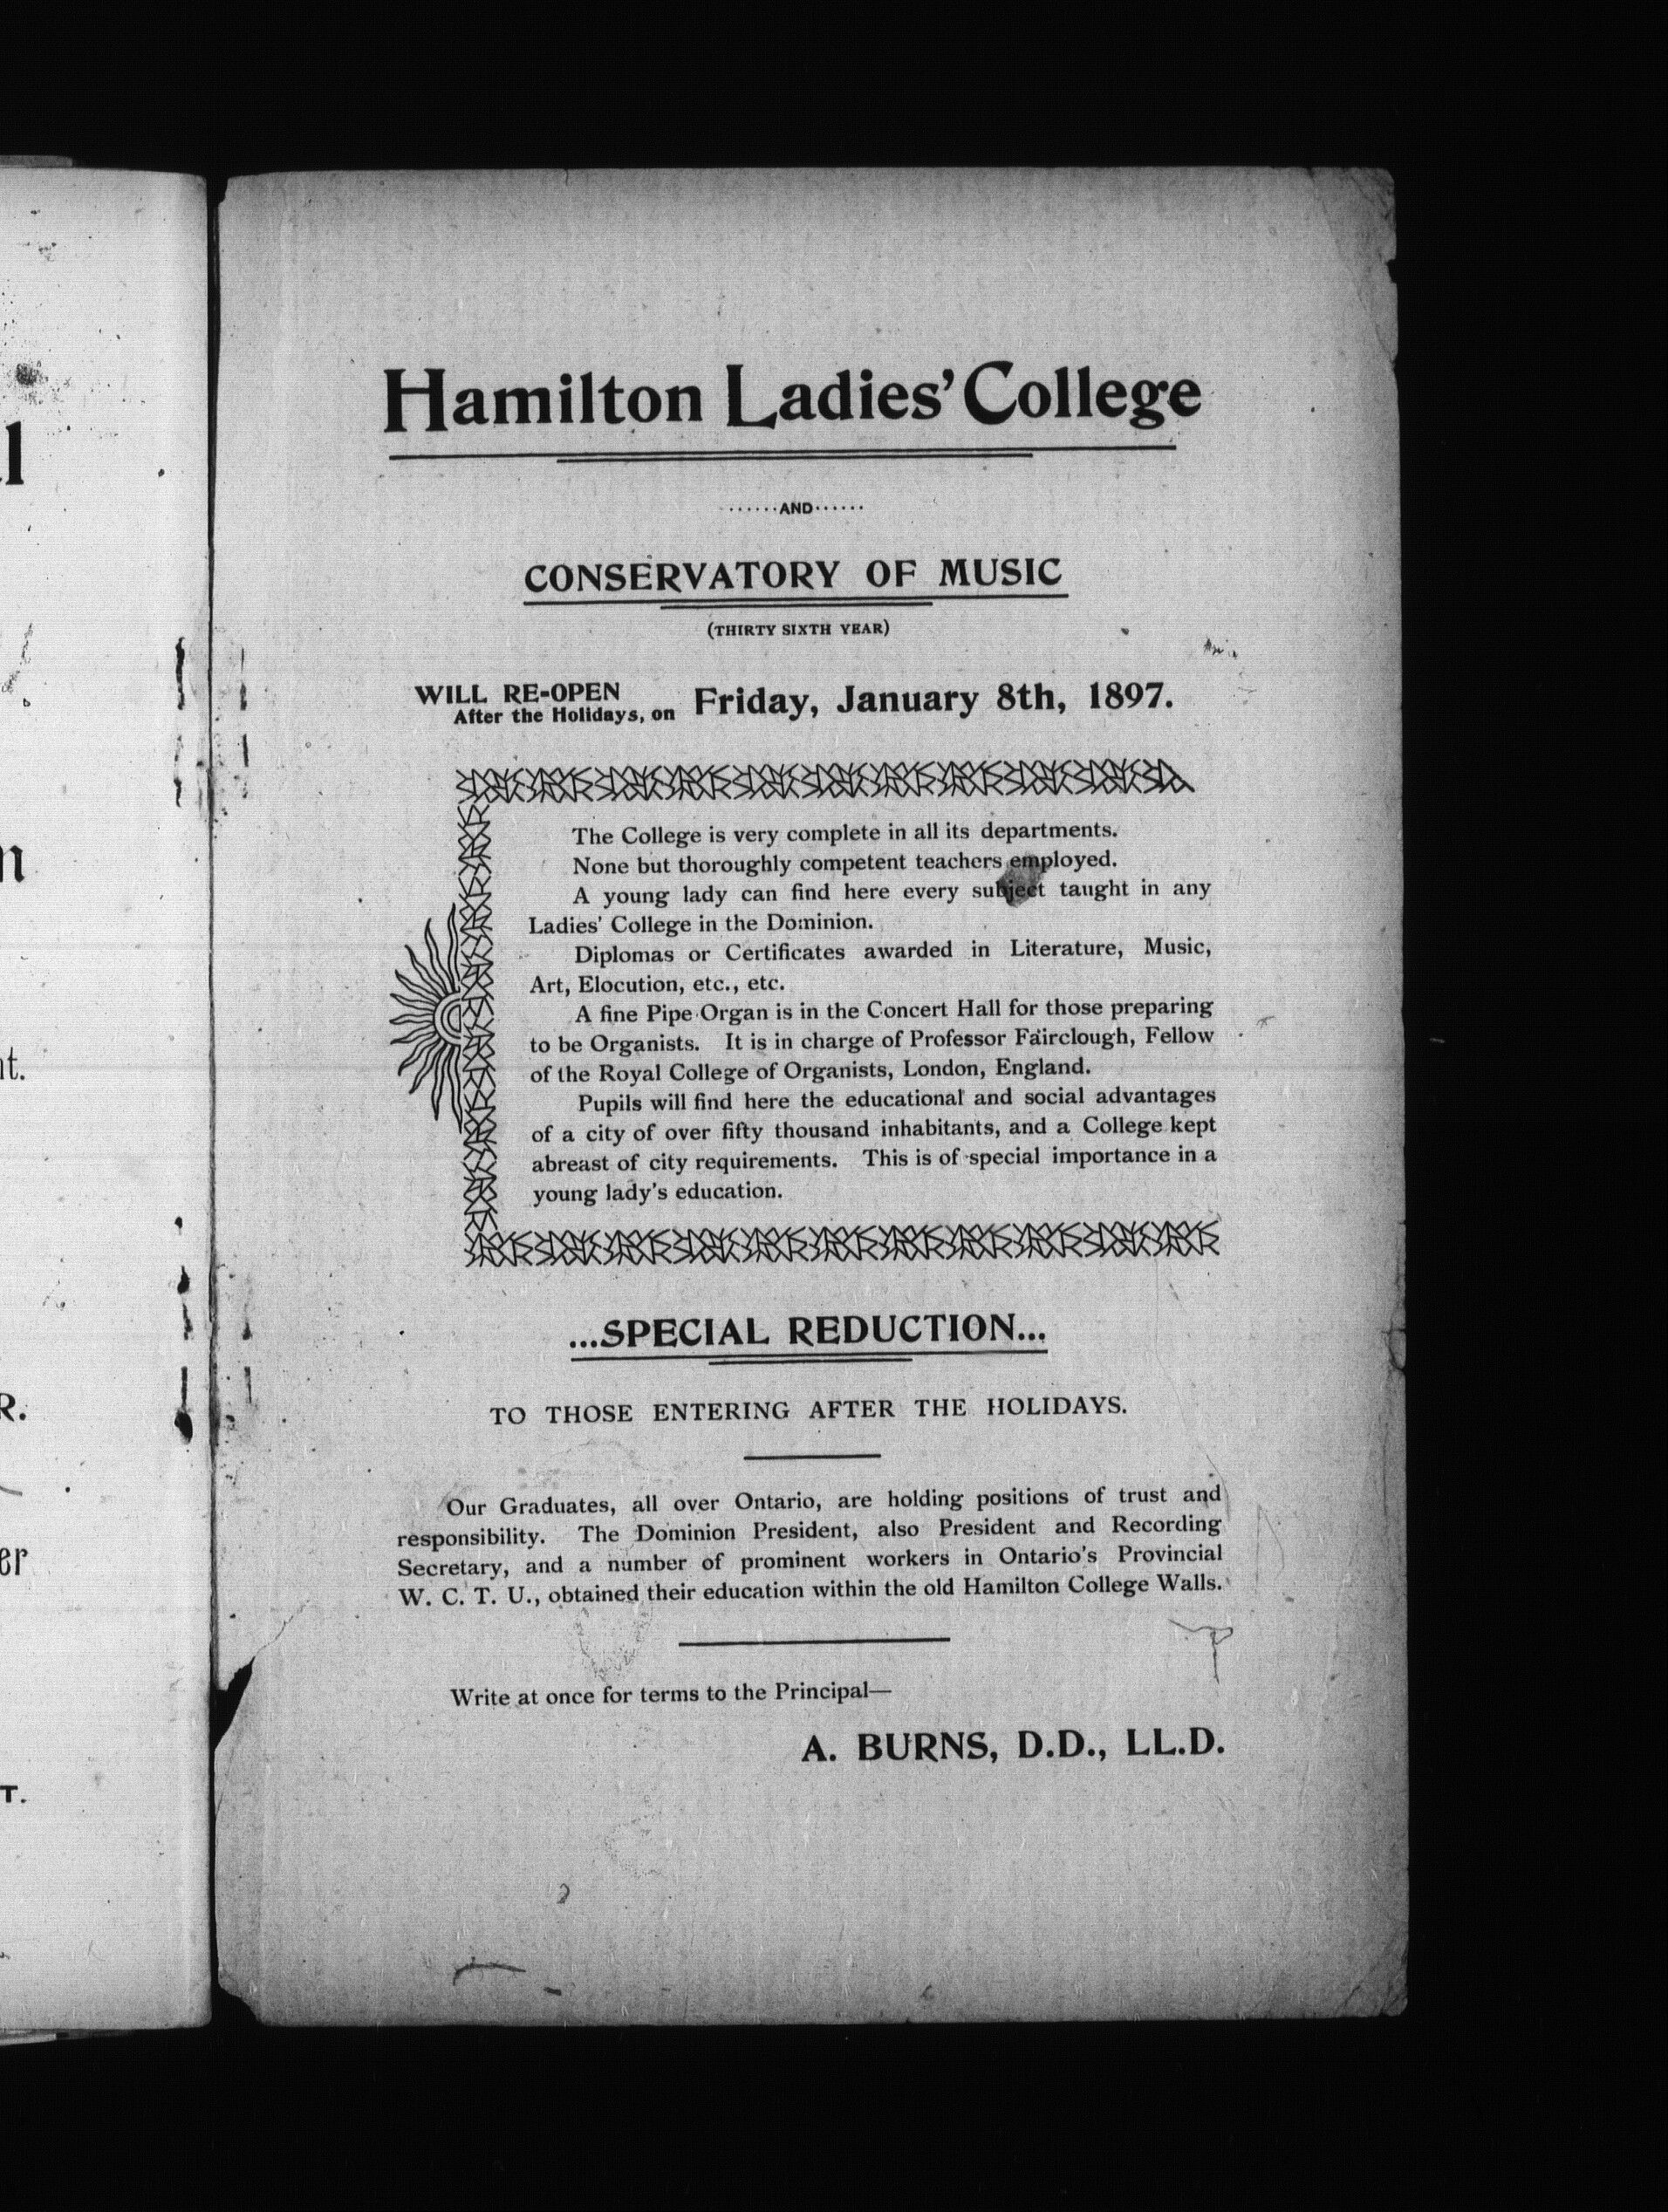 Hamilton Ladies' College
......AND......
CONSERVATORY OF MUSIC
(THIRTY SIXTH YEAR)
WILL RE-OPEN
After the Holidays, on Friday, January 8th, 1897.
The College is very complete in all its departments.
None but thoroughly competent teachers employed.
A young lady can find here every subject taught in any
Ladies' College in the Dominion.
Diplomas or Certificates awarded in Literature, Music,
Art, Elocution, etc., etc.
A fine Pipe Organ is in the Concert Hall for those preparing
to be Organists. It is in charge of Professor Fairclough, Fellow
of the Royal College of Organists, London, England.
Pupils will find here the educational and social advantages
of a city of over fifty thousand inhabitants, and a College kept
abreast of city requirements. This is of special importance in a
young lady's education.
...SPECIAL REDUCTION...
TO THOSE ENTERING AFTER THE HOLIDAYS.
Our Graduates, all over Ontario, are holding positions of trust and
responsibility. The Dominion President, also President and Recording
Secretary, and a number of prominent workers in Ontario's Provincial
W. C. T. U., obtained their education within the old Hamilton College Walls.
Write at once for terms to the Principal—
A. BURNS, D.D., LL.D.